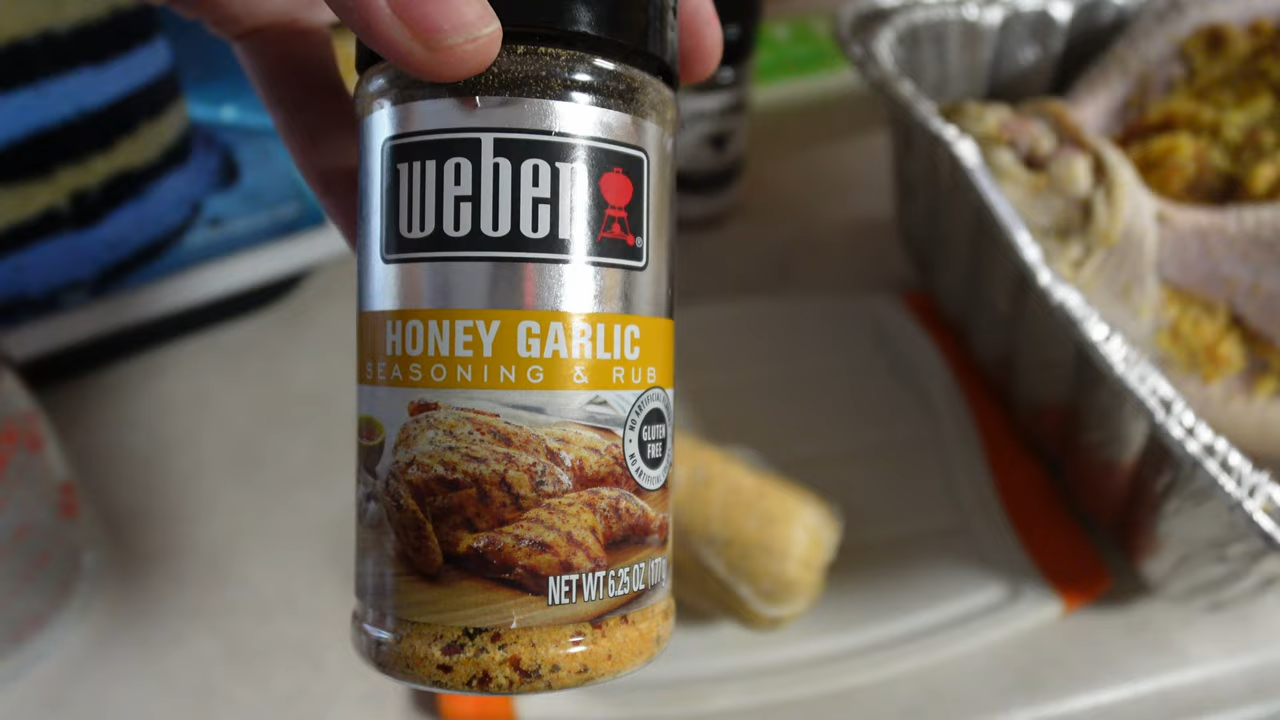 weber
HONEY GARLIC
SEASONING & RUB
NO ARTIFICIAL
GLUTEN
FREE
NO ARTIFICIAL
NET WT 6.25 OZ (177g